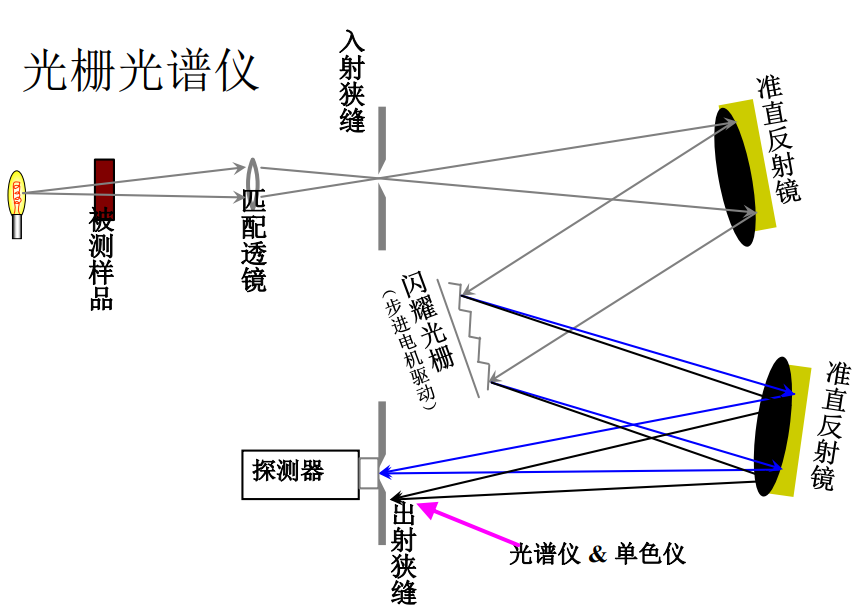 光栅光谱仪
入射狭缝
准直反射镜
被测样品
匹配透镜
闪耀光栅
（步进电机驱动）
准直反射镜
探测器
出射狭缝
光谱仪 & 单色仪